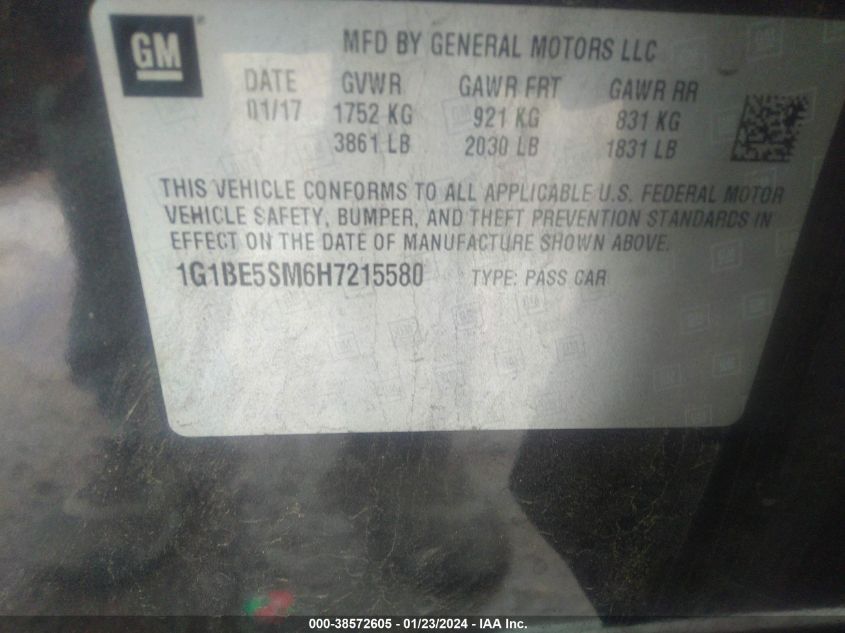 GM
MFD BY GENERAL MOTORS LLC
DATE GVWR GAWR FRT GAWR RR
01/17 1752 KG 921 KG 831 KG
3861 LB 2030 LB 1831 LB
THIS VEHICLE CONFORMS TO ALL APPLICABLE U.S. FEDERAL MOTOR
VEHICLE SAFETY, BUMPER, AND THEFT PREVENTION STANDARDS IN
EFFECT ON THE DATE OF MANUFACTURE SHOWN ABOVE.
1G1BE5SM6H7215580 TYPE: PASS CAR
000-38572605 - 01/23/2024 - IAA Inc.